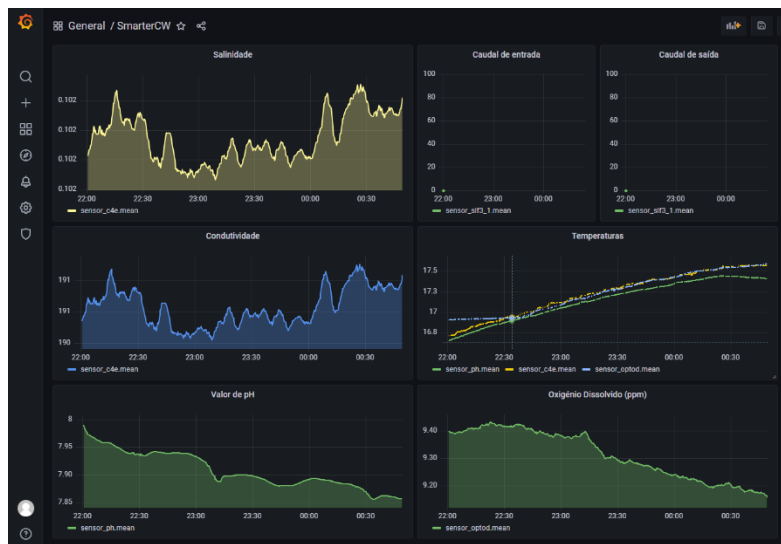 General / SmarterCW
Salinidade
0.102
0.102
0.102
0.102
22:00 22:30 23:00 23:30 00:00 00:30
sensor_c4e.mean
Caudal de entrada
100
80
60
40
20
0
22:00 23:00 00:00
sensor_slf3_1.mean
Caudal de saída
100
80
60
40
20
0
22:00 23:00 00:00
sensor_slf3_1.mean
Condutividade
191
191
190
22:00 22:30 23:00 23:30 00:00 00:30
sensor_c4e.mean
Temperaturas
17.5
17.3
17
16.8
22:00 22:30 23:00 23:30 00:00 00:30
sensor_ph.mean sensor_c4e.mean sensor_optod.mean
Valor de pH
8
7.95
7.90
7.85
22:00 22:30 23:00 23:30 00:00 00:30
sensor_ph.mean
Oxigénio Dissolvido (ppm)
9.40
9.30
9.20
22:00 22:30 23:00 23:30 00:00 00:30
sensor_optod.mean